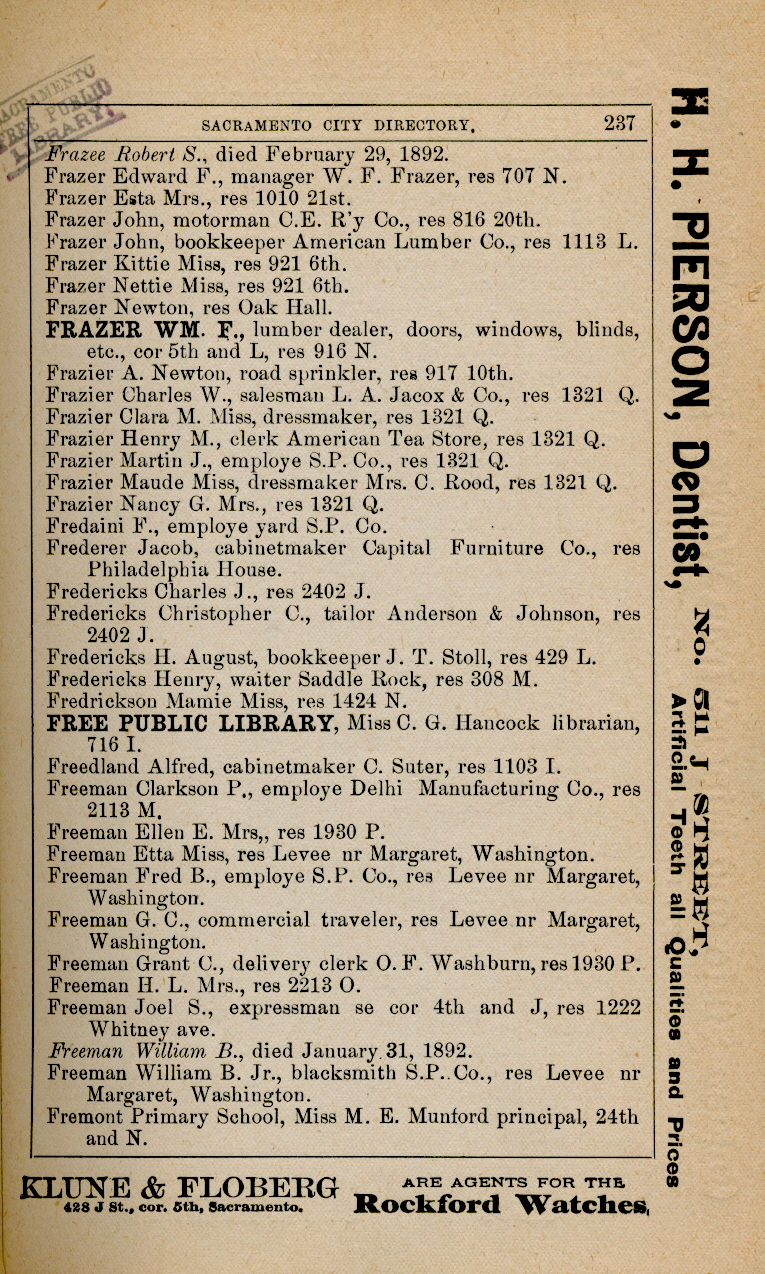 SACRAMENTO
FREE PUBLIC
LIBRARY.
SACRAMENTO CITY DIRECTORY. 237
Frazee Robert S., died February 29, 1892.
Frazer Edward F., manager W. F. Frazer, res 707 N.
Frazer Esta Mrs., res 1010 21st.
Frazer John, motorman C.E. R'y Co., res 816 20th.
Frazer John, bookkeeper American Lumber Co., res 1113 L.
Frazer Kittie Miss, res 921 6th.
Frazer Nettie Miss, res 921 6th.
Frazer Newton, res Oak Hall.
FRAZER WM. F., lumber dealer, doors, windows, blinds,
etc., cor 5th and L, res 916 N.
Frazier A. Newton, road sprinkler, res 917 10th.
Frazier Charles W., salesman L. A. Jacox & Co., res 1321 Q.
Frazier Clara M. Miss, dressmaker, res 1321 Q.
Frazier Henry M., clerk American Tea Store, res 1321 Q.
Frazier Martin J., employe S.P. Co., res 1321 Q.
Frazier Maude Miss, dressmaker Mrs. C. Rood, res 1321 Q.
Frazier Nancy G. Mrs., res 1321 Q.
Fredaini F., employe yard S.P. Co.
Frederer Jacob, cabinetmaker Capital Furniture Co., res
Philadelphia House.
Fredericks Charles J., res 2402 J.
Fredericks Christopher C., tailor Anderson & Johnson, res
2402 J.
Fredericks H. August, bookkeeper J. T. Stoll, res 429 L.
Fredericks Henry, waiter Saddle Rock, res 308 M.
Fredrickson Mamie Miss, res 1424 N.
FREE PUBLIC LIBRARY, Miss C. G. Hancock librarian,
716 I.
Freedland Alfred, cabinetmaker C. Suter, res 1103 I.
Freeman Clarkson P., employe Delhi Manufacturing Co., res
2113 M.
Freeman Ellen E. Mrs,, res 1930 P.
Freeman Etta Miss, res Levee nr Margaret, Washington.
Freeman Fred B., employe S.P. Co., res Levee nr Margaret,
Washington.
Freeman G. C., commercial traveler, res Levee nr Margaret,
Washington.
Freeman Grant C., delivery clerk O. F. Washburn, res 1930 P.
Freeman H. L. Mrs., res 2213 O.
Freeman Joel S., expressman se cor 4th and J, res 1222
Whitney ave.
Freeman William B., died January 31, 1892.
Freeman William B. Jr., blacksmith S.P. Co., res Levee nr
Margaret, Washington.
Fremont Primary School, Miss M. E. Munford principal, 24th
and N.
H. H. PIERSON, Dentist, No. 511 J STREET,
Artificial Teeth all Qualities and Prices
KLUNE & FLOBERG
428 J St., cor. 5th, Sacramento.
ARE AGENTS FOR THE
Rockford Watches,